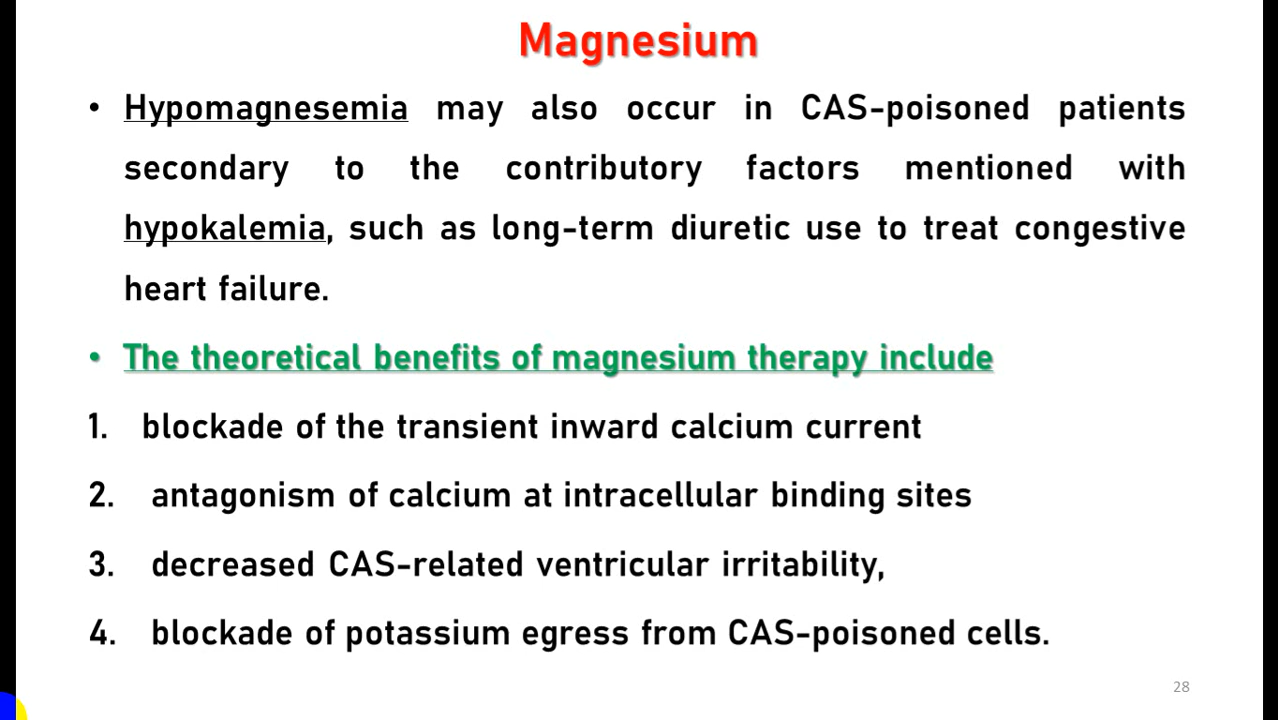 Magnesium
• Hypomagnesemia may also occur in CAS-poisoned patients
secondary to the contributory factors mentioned with
hypokalemia, such as long-term diuretic use to treat congestive
heart failure.
• The theoretical benefits of magnesium therapy include
1. blockade of the transient inward calcium current
2. antagonism of calcium at intracellular binding sites
3. decreased CAS-related ventricular irritability,
4. blockade of potassium egress from CAS-poisoned cells.
28